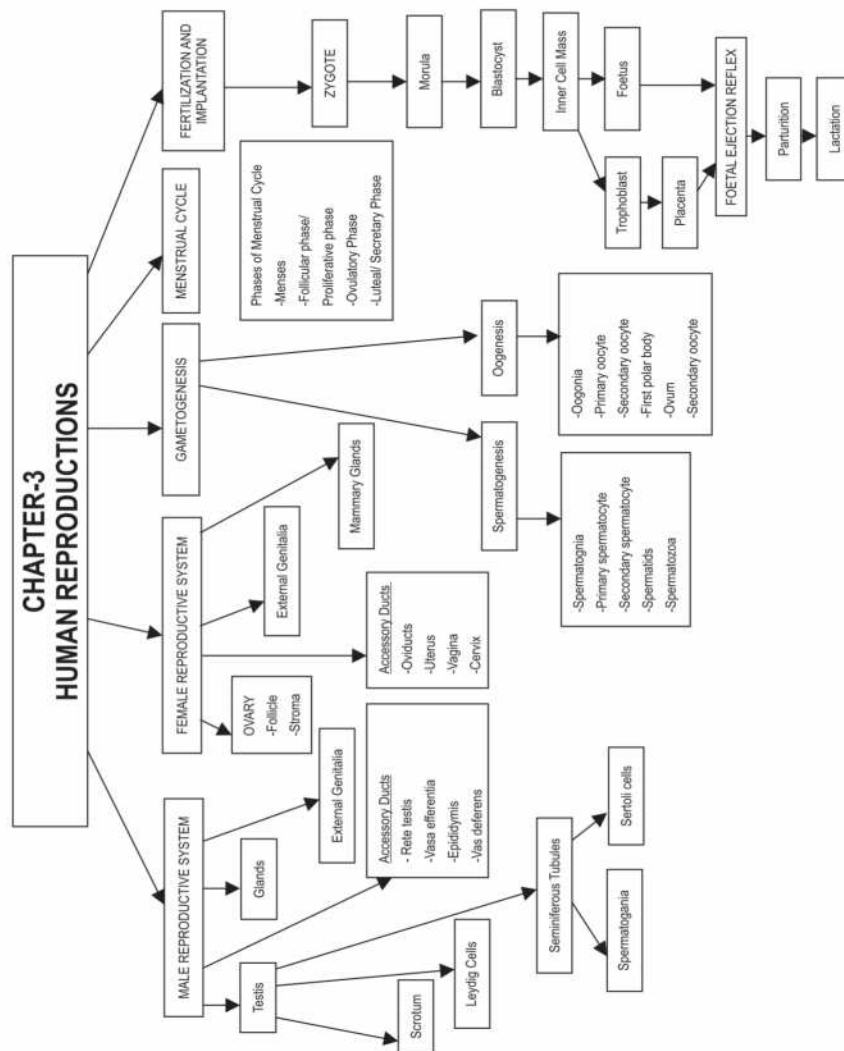 CHAPTER-3
HUMAN REPRODUCTIONS
MALE REPRODUCTIVE SYSTEM
FEMALE REPRODUCTIVE SYSTEM
GAMETOGENESIS
MENSTRUAL CYCLE
FERTILIZATION AND
IMPLANTATION
Testis
Glands
External Genitalia
Accessory Ducts
- Rete testis
-Vasa efferentia
-Epididymis
-Vas deferens
Scrotum
Leydig Cells
Seminiferous Tubules
Spermatogania
Sertoli cells
OVARY
-Follicle
-Stroma
External Genitalia
Mammary Glands
Accessory Ducts
-Oviducts
-Uterus
-Vagina
-Cervix
Spermatogenesis
-Spermatognia
-Primary spermatocyte
-Secondary spermatocyte
-Spermatids
-Spermatozoa
Oogenesis
-Oogonia
-Primary oocyte
-Secondary oocyte
-First polar body
-Ovum
-Secondary oocyte
Phases of Menstrual Cycle
-Menses
-Follicular phase/
Proliferative phase
-Ovulatory Phase
-Luteal/ Secretary Phase
ZYGOTE
Morula
Blastocyst
Inner Cell Mass
Trophoblast
Foetus
Placenta
FOETAL EJECTION REFLEX
Parturition
Lactation